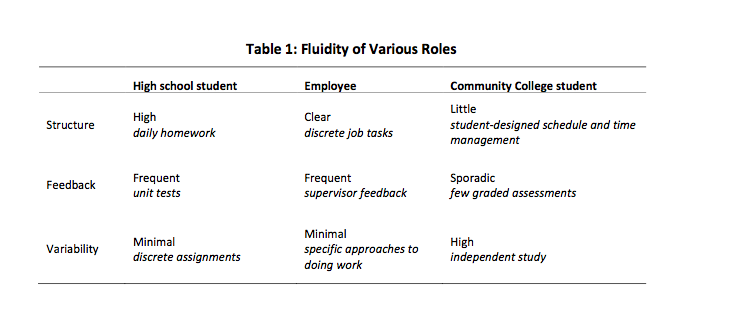 Table 1: Fluidity of Various Roles
High school student Employee Community College student
Structure
High
daily homework
Clear
discrete job tasks
Little
student-designed schedule and time
management
Feedback
Frequent
unit tests
Frequent
supervisor feedback
Sporadic
few graded assessments
Variability
Minimal
discrete assignments
Minimal
specific approaches to
doing work
High
independent study